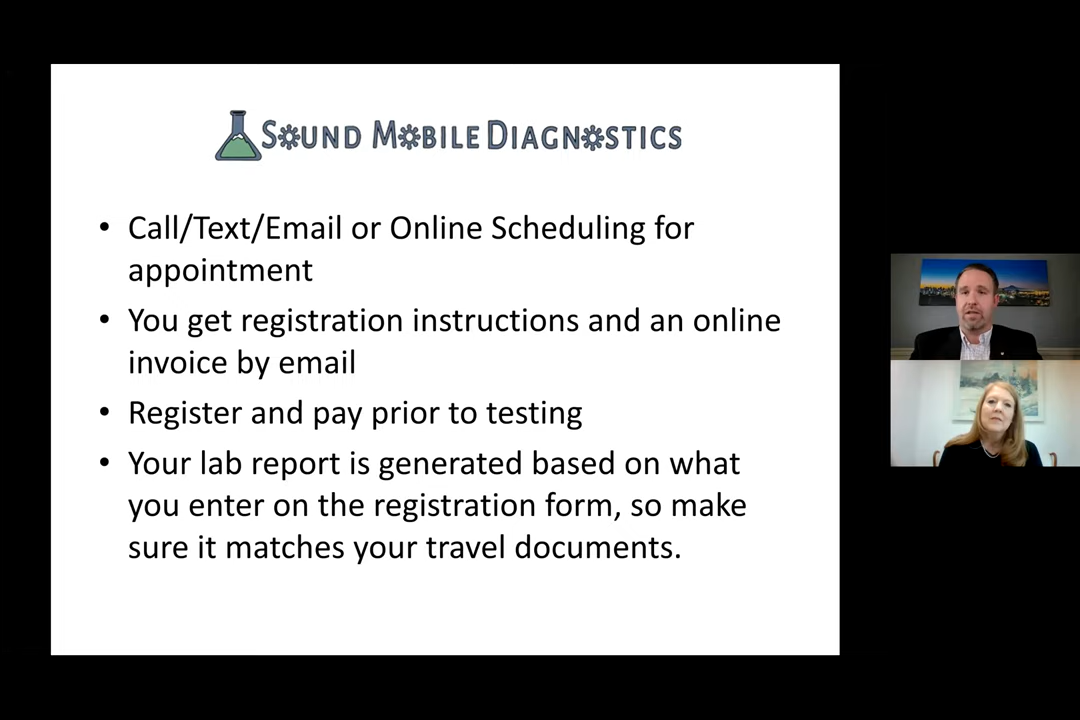 SOUND MOBILE DIAGNOSTICS
• Call/Text/Email or Online Scheduling for
appointment
• You get registration instructions and an online
invoice by email
• Register and pay prior to testing
• Your lab report is generated based on what
you enter on the registration form, so make
sure it matches your travel documents.